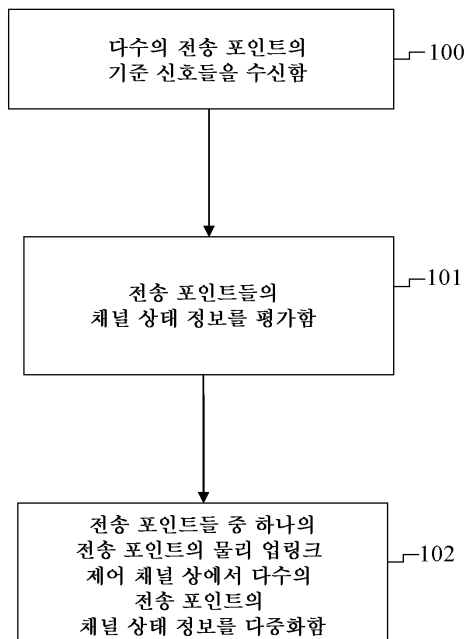 다수의 전송 포인트의
기준 신호들을 수신함
100
전송 포인트들의
채널 상태 정보를 평가함
101
전송 포인트들 중 하나의
전송 포인트의 물리 업링크
제어 채널 상에서 다수의
전송 포인트의
채널 상태 정보를 다중화함
102